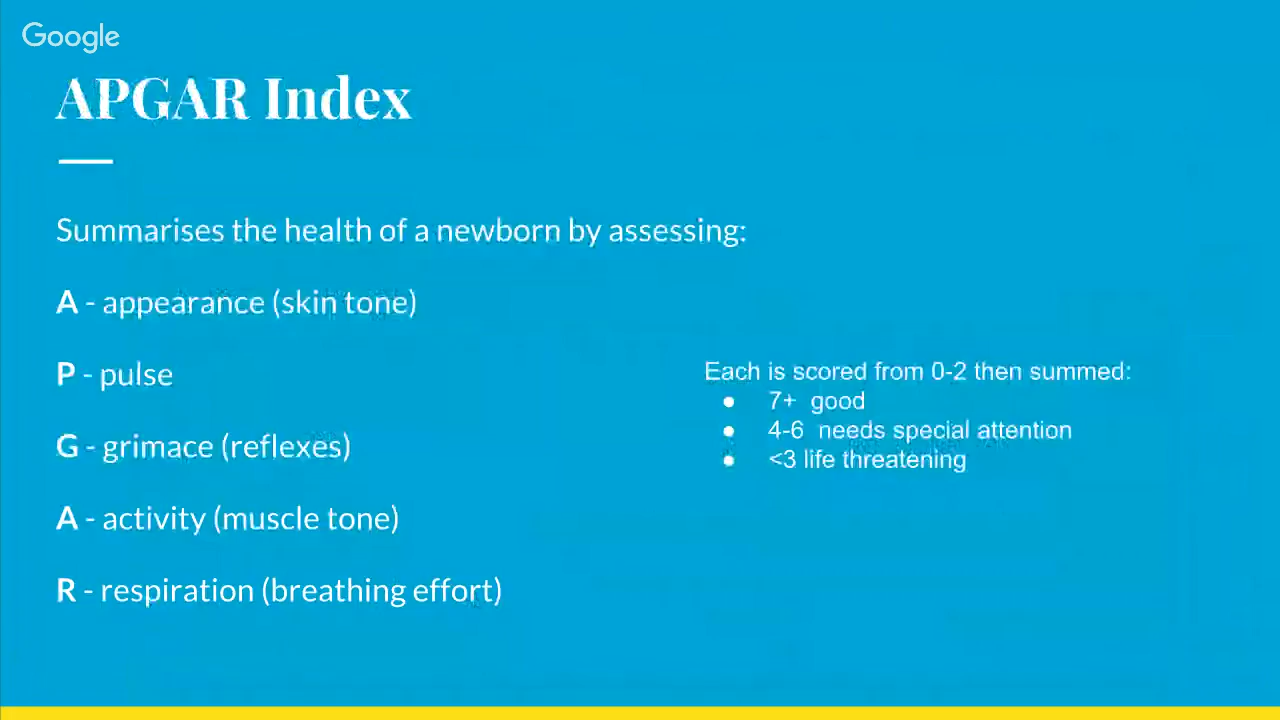 Google
APGAR Index
Summarises the health of a newborn by assessing:
A - appearance (skin tone)
P - pulse
G - grimace (reflexes)
A - activity (muscle tone)
R - respiration (breathing effort)
Each is scored from 0-2 then summed:
● 7+ good
● 4-6 needs special attention
● <3 life threatening